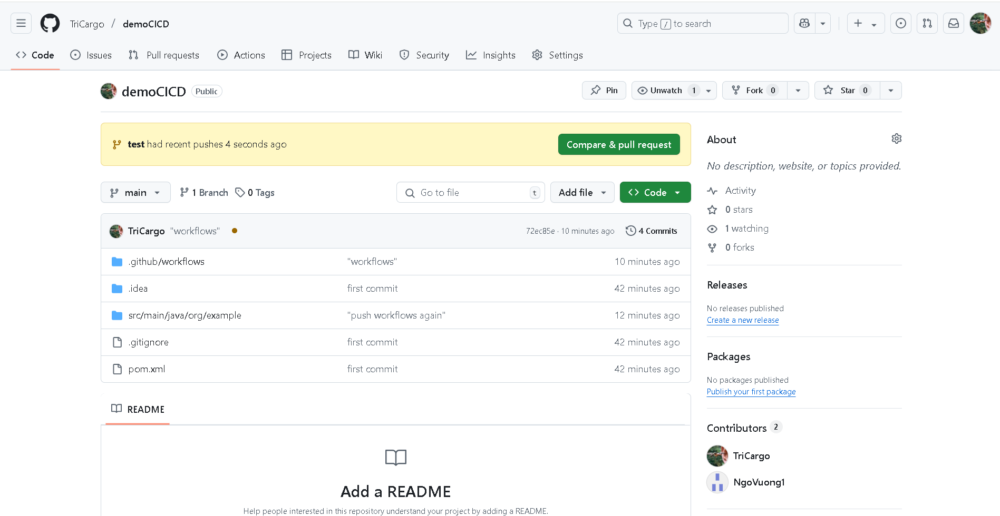 TriCargo / demoCICD
Type / to search
Code Issues Pull requests Actions Projects Wiki Security Insights Settings
demoCICD Public
Pin Unwatch 1 Fork 0 Star 0
test had recent pushes 4 seconds ago
Compare & pull request
main 1 Branch 0 Tags
Go to file t Add file Code
TriCargo "workflows" 72ec85e · 10 minutes ago 4 Commits
.github/workflows "workflows" 10 minutes ago
.idea first commit 42 minutes ago
src/main/java/org/example "push workflows again" 12 minutes ago
.gitignore first commit 42 minutes ago
pom.xml first commit 42 minutes ago
README
Add a README
Help people interested in this repository understand your project by adding a README.
About
No description, website, or topics provided.
Activity
0 stars
1 watching
0 forks
Releases
No releases published
Create a new release
Packages
No packages published
Publish your first package
Contributors 2
TriCargo
NgoVuong1